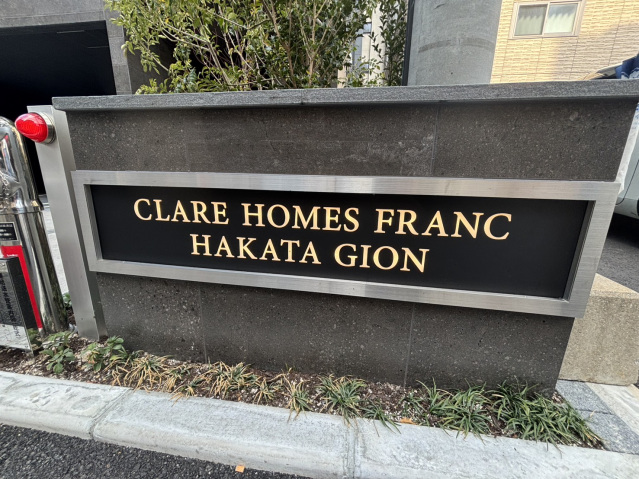 CLARE HOMES FRANC
HAKATA GION